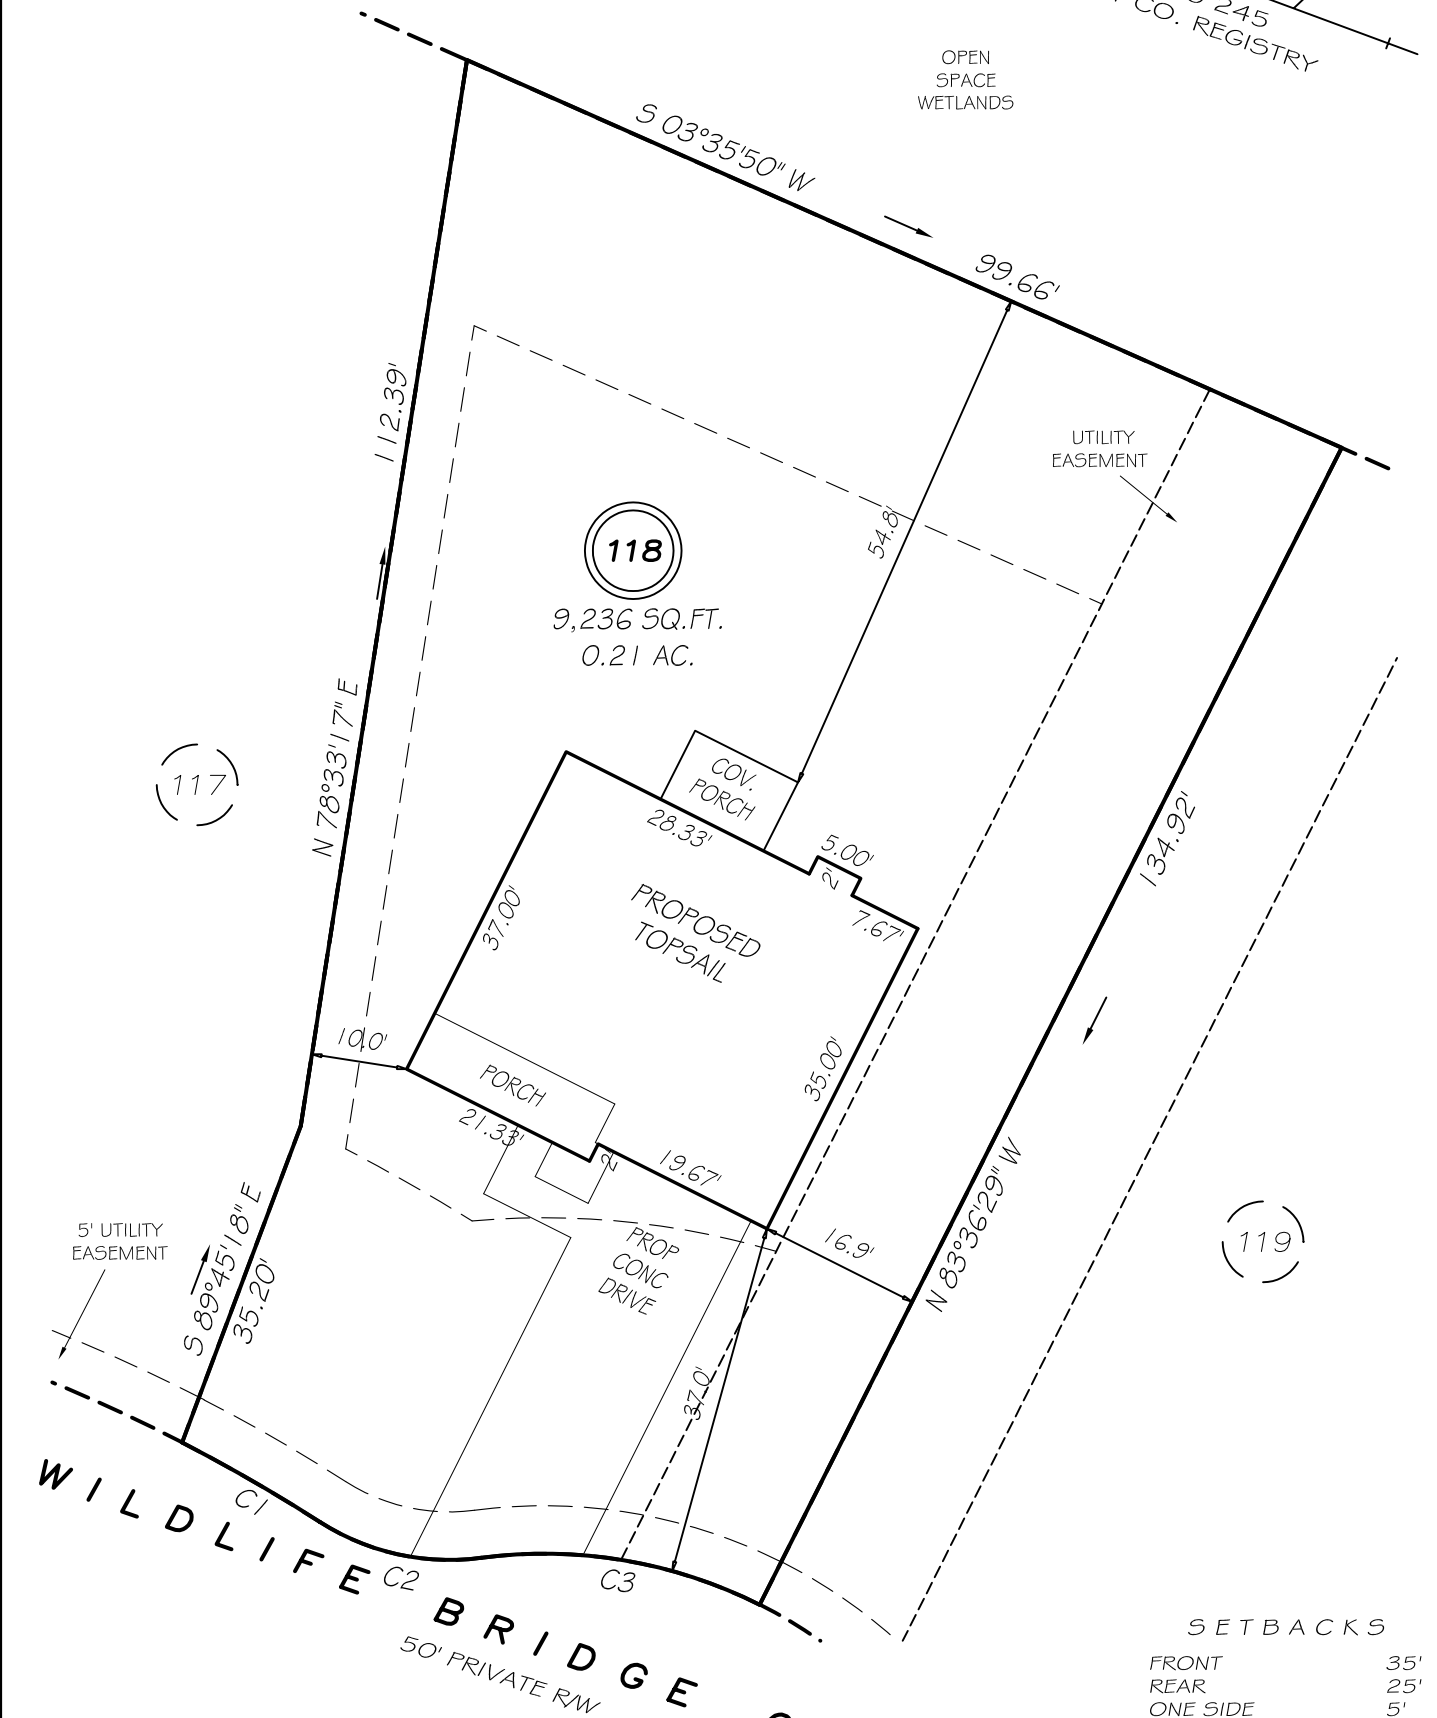 245
CO. REGISTRY
OPEN
SPACE
WETLANDS
S 03°35'50" W
99.66'
112.39'
N 78°33'17" E
UTILITY
EASEMENT
54.8'
118
9,236 SQ.FT.
0.21 AC.
117
COV.
PORCH
28.33'
5.00'
2'
7.67'
134.92'
37.00'
PROPOSED
TOPSAIL
10.0'
PORCH
35.00'
21.33'
2'
19.67'
16.9'
N 83°36'29" W
119
5' UTILITY
EASEMENT
S 89°45'18" E
35.20'
PROP
CONC
DRIVE
37.0'
C1
C2
C3
WILDLIFE BRIDGE
50' PRIVATE R/W
SETBACKS
FRONT 35'
REAR 25'
ONE SIDE 5'